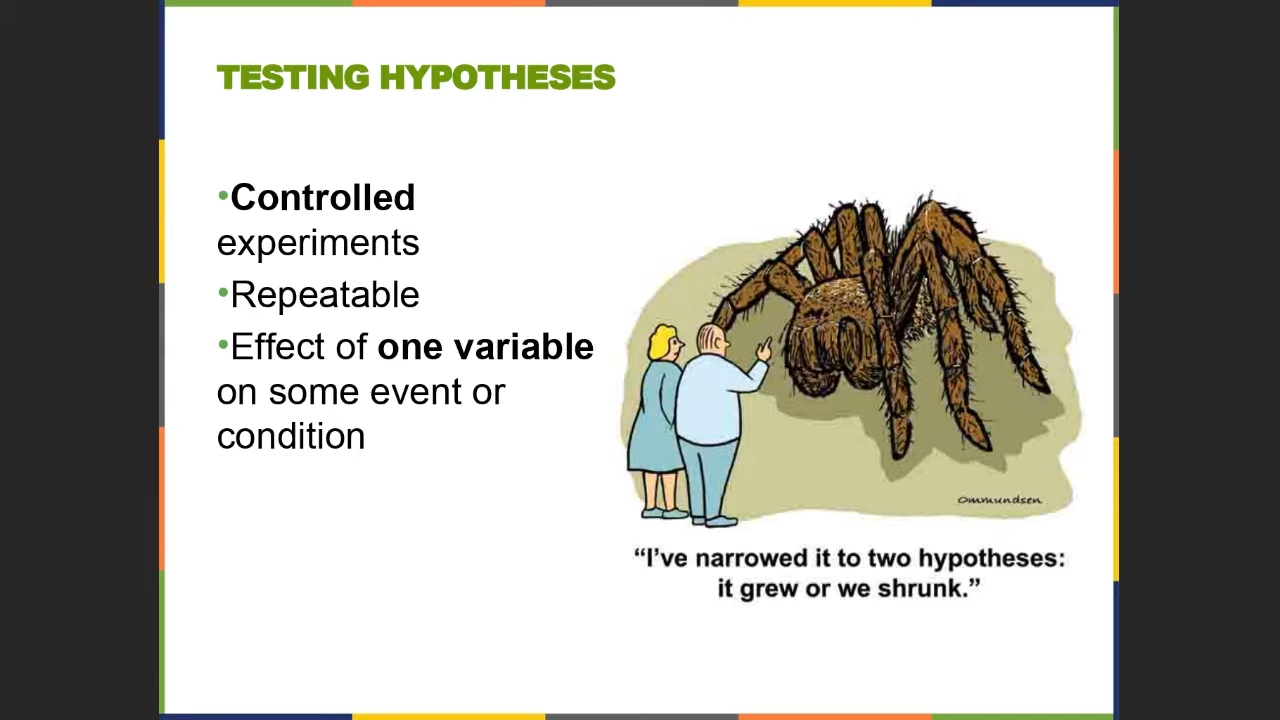 TESTING HYPOTHESES
•Controlled
experiments
•Repeatable
•Effect of one variable
on some event or
condition
Ommundsen
“I’ve narrowed it to two hypotheses:
it grew or we shrunk.”